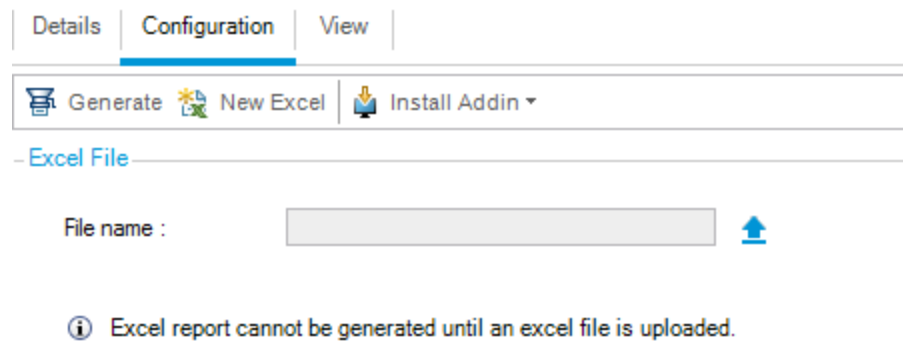 Details Configuration View
Generate New Excel Install Addin
Excel File
File name :
Excel report cannot be generated until an excel file is uploaded.